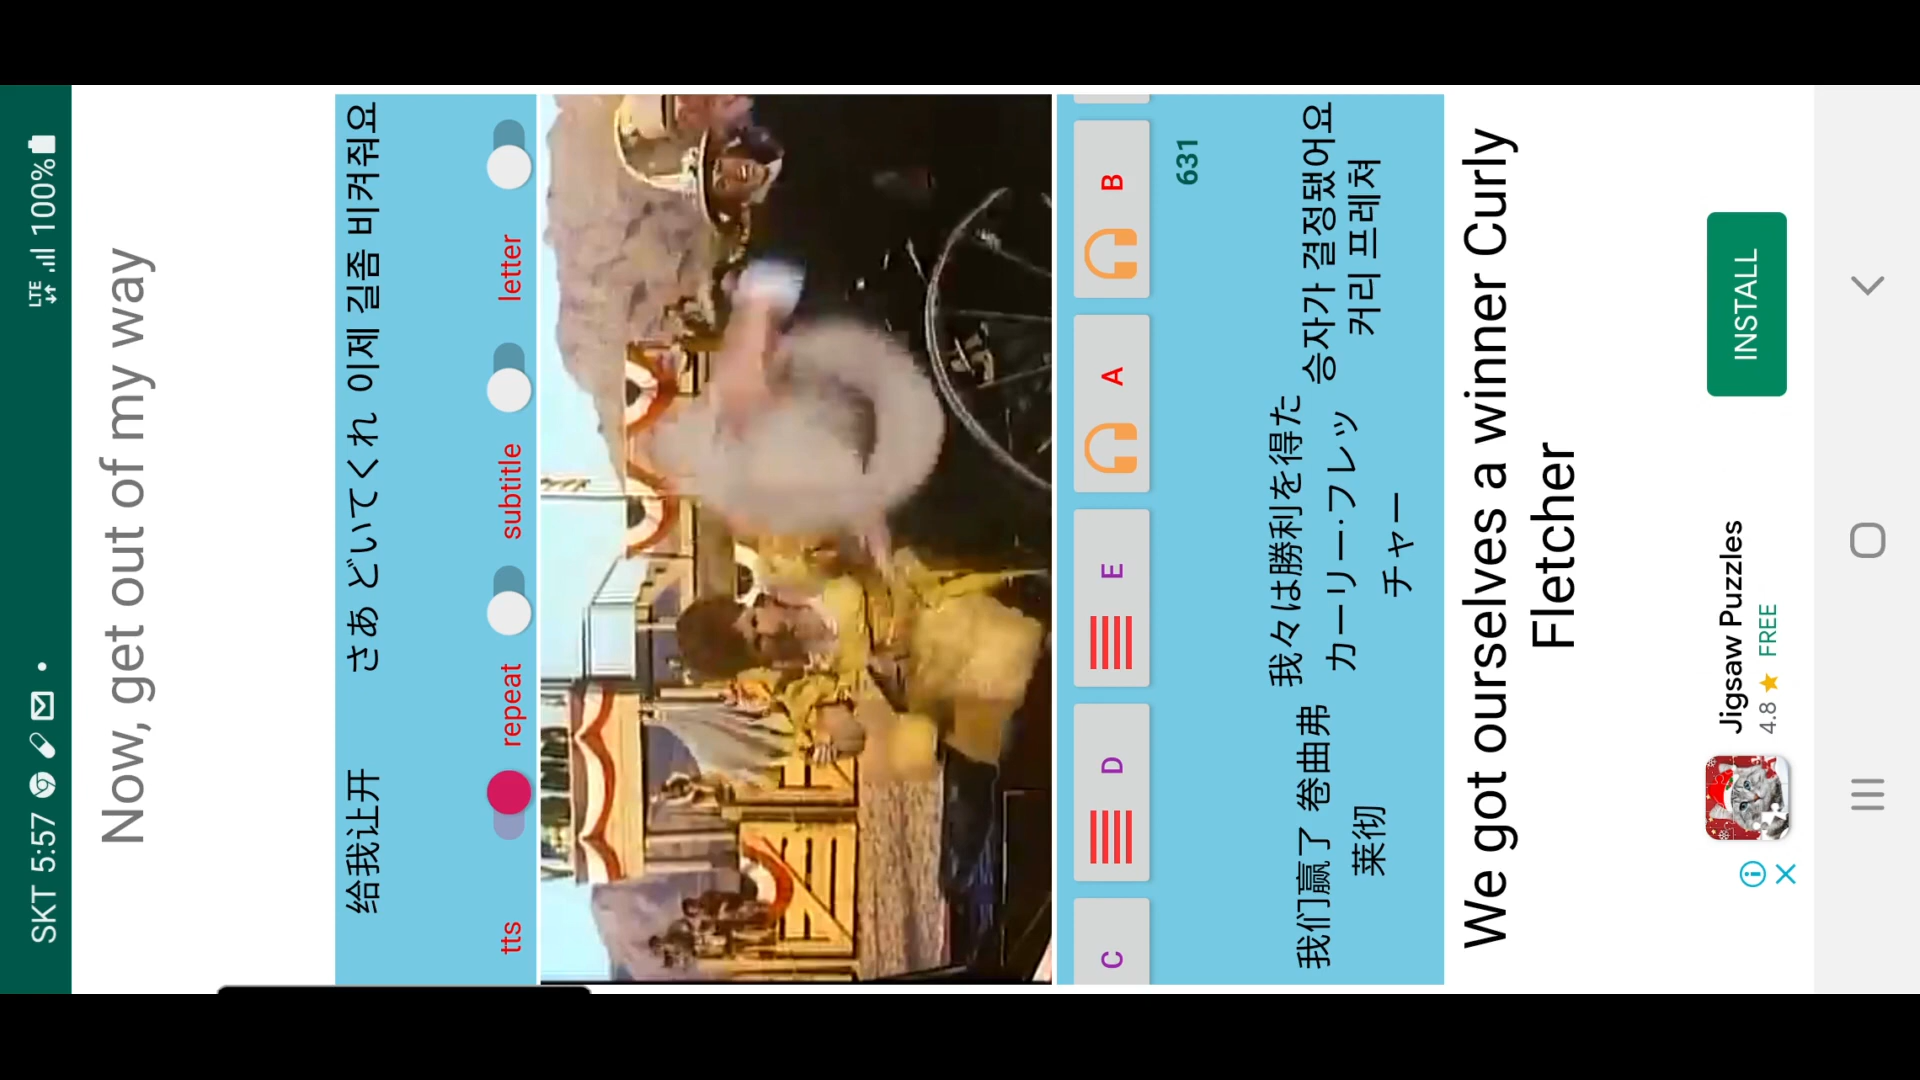 SKT 5:57
LTE
100%
Now, get out of my way
给我让开
さあ どいてくれ
이제 길좀 비켜줘요
tts
repeat
subtitle
letter
C
D
E
A
B
631
我们赢了 卷曲弗
莱彻
我々は勝利を得た
カーリー・フレッ
チャー
승자가 결정됐어요
커리 프레쳐
We got ourselves a winner Curly
Fletcher
Jigsaw Puzzles
4.8 ★ FREE
INSTALL